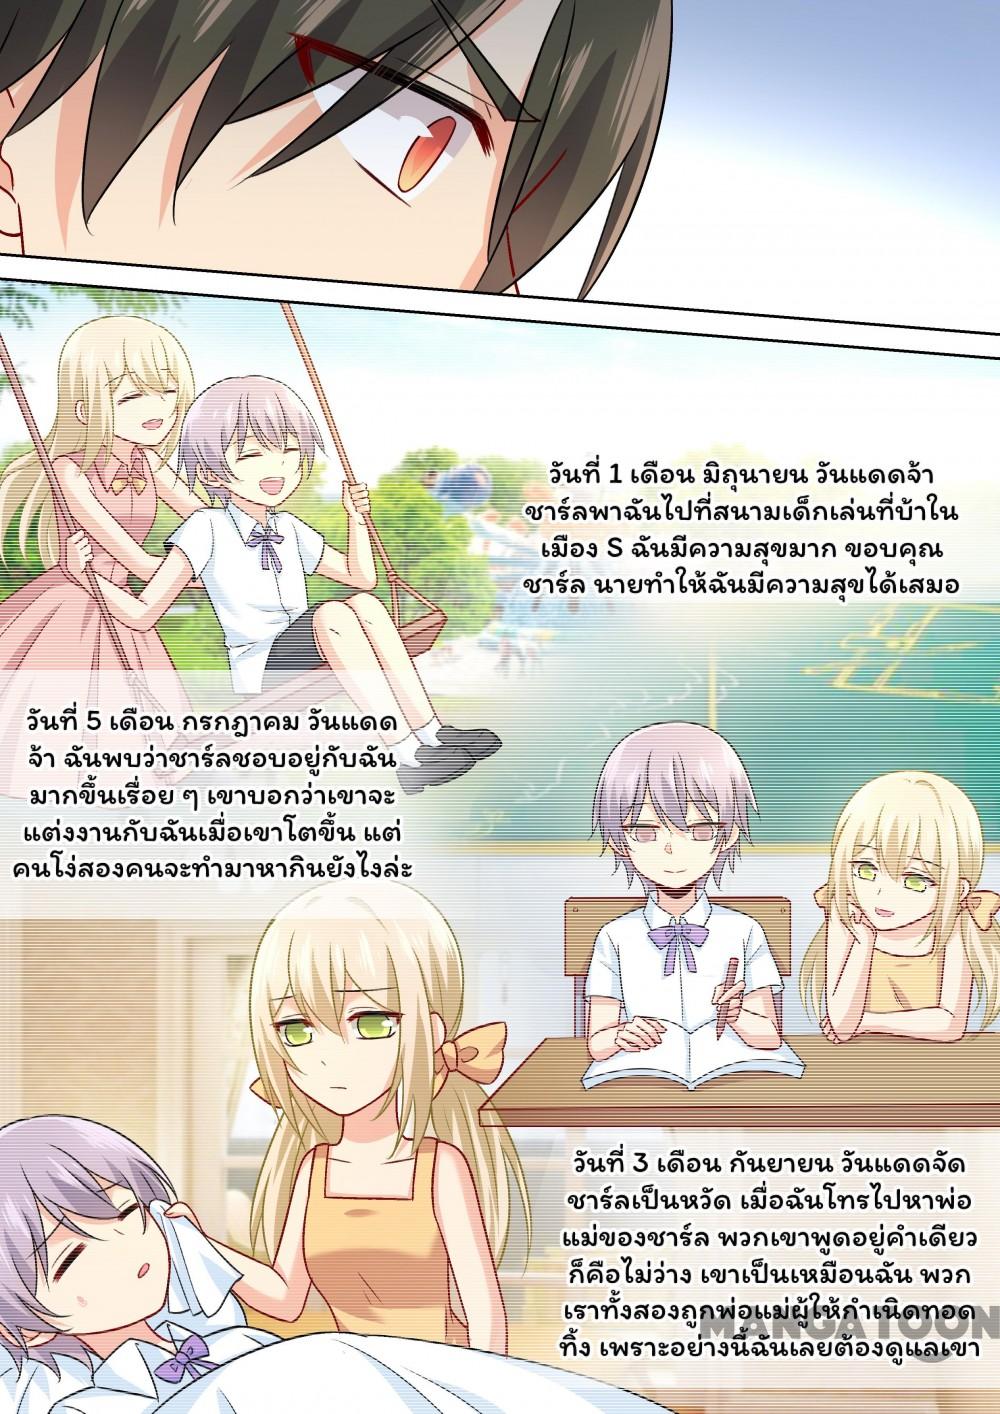 วันที่ 1 เดือน มิถุนายน วันแดดจ้า
ชาร์ลพาฉันไปที่สนามเด็กเล่นที่บ้าใน
เมือง S ฉันมีความสุขมาก ขอบคุณ
ชาร์ล นายทำให้ฉันมีความสุขได้เสมอ
วันที่ 5 เดือน กรกฎาคม วันแดด
จ้า ฉันพบว่าชาร์ลชอบอยู่กับฉัน
มากขึ้นเรื่อย ๆ เขาบอกว่าเขาจะ
แต่งงานกับฉันเมื่อเขาโตขึ้น แต่
คนโง่สองคนจะทำมาหากินยังไงล่ะ
วันที่ 3 เดือน กันยายน วันแดดจัด
ชาร์ลเป็นหวัด เมื่อฉันโทรไปหาพ่อ
แม่ของชาร์ล พวกเขาพูดอยู่คำเดียว
ก็คือไม่ว่าง เขาเป็นเหมือนฉัน พวก
เราทั้งสองถูกพ่อแม่ผู้ให้กำเนิดทอด
ทิ้ง เพราะอย่างนี้ฉันเลยต้องดูแลเขา
MANGATOON